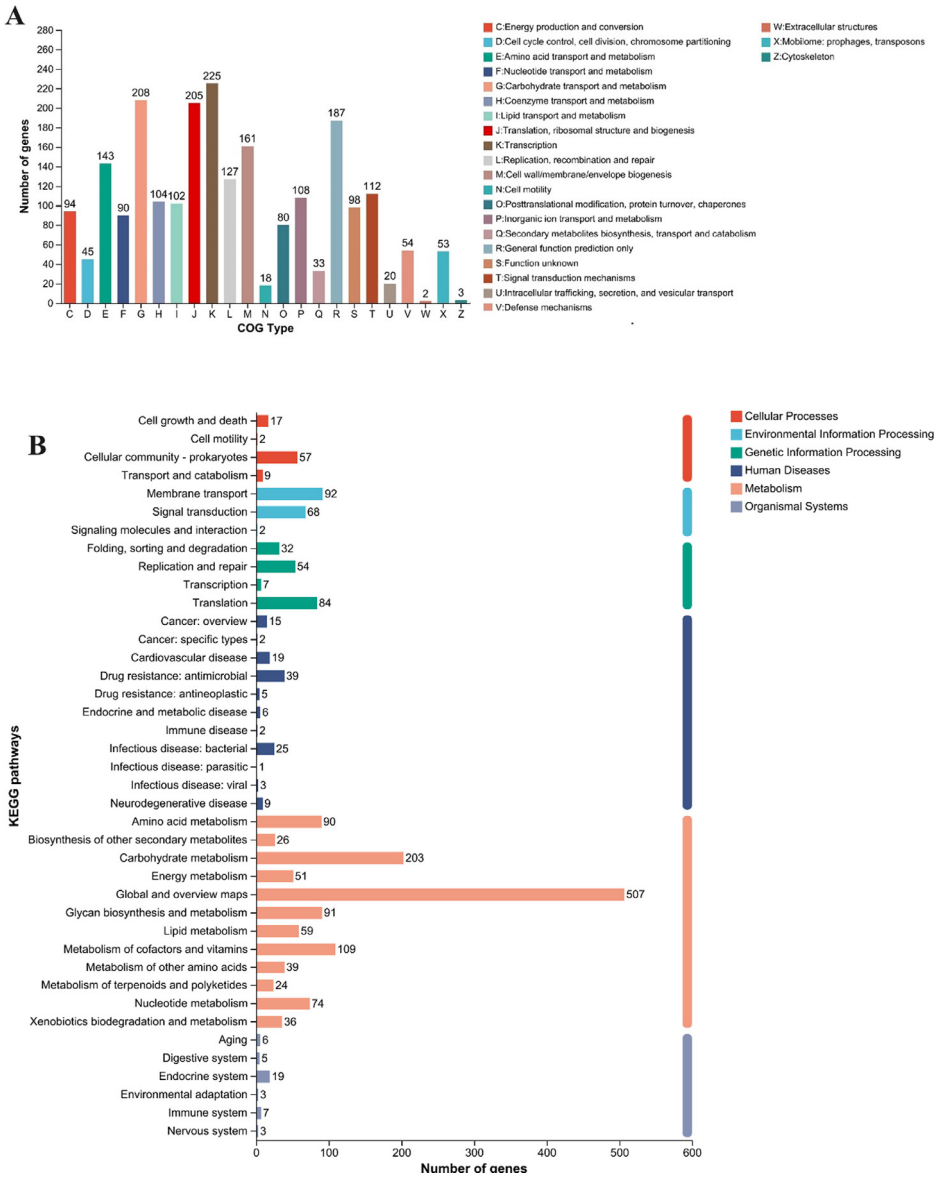 A
280
260
240
220
200
180
160
140
120
100
80
60
40
20
0
Number of genes
94
45
143
90
208
104
102
205
225
127
161
18
80
108
33
187
98
112
20
54
2
53
3
C D E F G H I J K L M N O P Q R S T U V W X Z
COG Type
C:Energy production and conversion
D:Cell cycle control, cell division, chromosome partitioning
E:Amino acid transport and metabolism
F:Nucleotide transport and metabolism
G:Carbohydrate transport and metabolism
H:Coenzyme transport and metabolism
I:Lipid transport and metabolism
J:Translation, ribosomal structure and biogenesis
K:Transcription
L:Replication, recombination and repair
M:Cell wall/membrane/envelope biogenesis
N:Cell motility
O:Posttranslational modification, protein turnover, chaperones
P:Inorganic ion transport and metabolism
Q:Secondary metabolites biosynthesis, transport and catabolism
R:General function prediction only
S:Function unknown
T:Signal transduction mechanisms
U:Intracellular trafficking, secretion, and vesicular transport
V:Defense mechanisms
W:Extracellular structures
X:Mobilome: prophages, transposons
Z:Cytoskeleton
B
KEGG pathways
Cell growth and death 17
Cell motility 2
Cellular community - prokaryotes 57
Transport and catabolism 9
Membrane transport 92
Signal transduction 68
Signaling molecules and interaction 2
Folding, sorting and degradation 32
Replication and repair 54
Transcription 7
Translation 84
Cancer: overview 15
Cancer: specific types 2
Cardiovascular disease 19
Drug resistance: antimicrobial 39
Drug resistance: antineoplastic 5
Endocrine and metabolic disease 6
Immune disease 2
Infectious disease: bacterial 25
Infectious disease: parasitic 1
Infectious disease: viral 3
Neurodegenerative disease 9
Amino acid metabolism 90
Biosynthesis of other secondary metabolites 26
Carbohydrate metabolism 203
Energy metabolism 51
Global and overview maps 507
Glycan biosynthesis and metabolism 91
Lipid metabolism 59
Metabolism of cofactors and vitamins 109
Metabolism of other amino acids 39
Metabolism of terpenoids and polyketides 24
Nucleotide metabolism 74
Xenobiotics biodegradation and metabolism 36
Aging 6
Digestive system 5
Endocrine system 19
Environmental adaptation 3
Immune system 7
Nervous system 3
0 100 200 300 400 500 600
Number of genes
Cellular Processes
Environmental Information Processing
Genetic Information Processing
Human Diseases
Metabolism
Organismal Systems